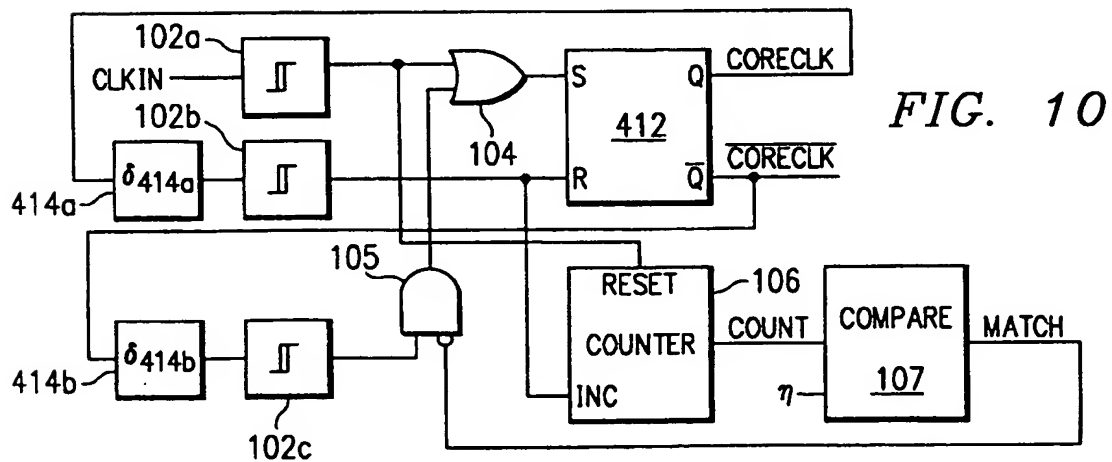 102a
CLKIN
102b
δ414a
414a
104
S
Q
412
R
Q̅
CORECLK
C̅O̅R̅E̅C̅L̅K̅
FIG. 10
105
δ414b
414b
102c
RESET
COUNTER
INC
106
COUNT
COMPARE
107
η
MATCH